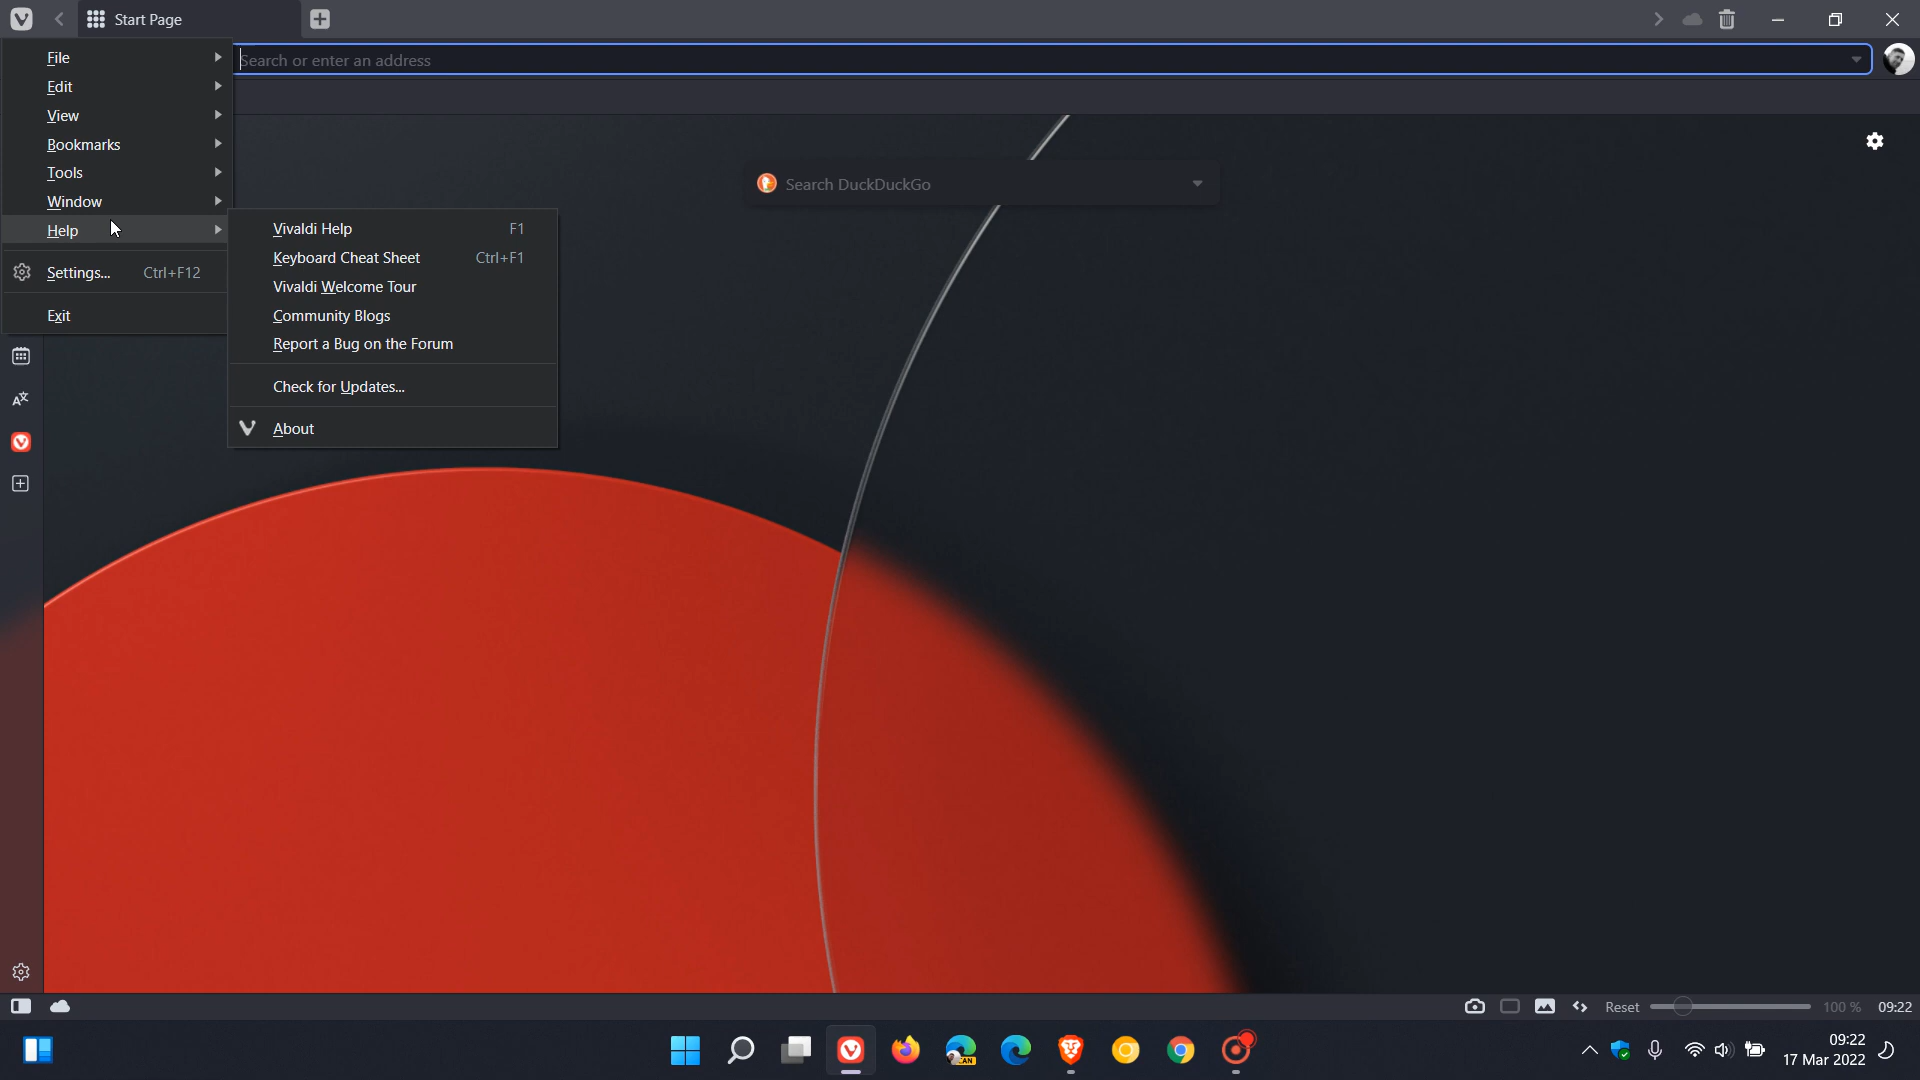 Start Page
Search or enter an address
File
Edit
View
Bookmarks
Tools
Window
Help
Settings... Ctrl+F12
Exit
Search DuckDuckGo
Vivaldi Help F1
Keyboard Cheat Sheet Ctrl+F1
Vivaldi Welcome Tour
Community Blogs
Report a Bug on the Forum
Check for Updates...
About
Reset 100 % 09:22
CAN
09:22
17 Mar 2022